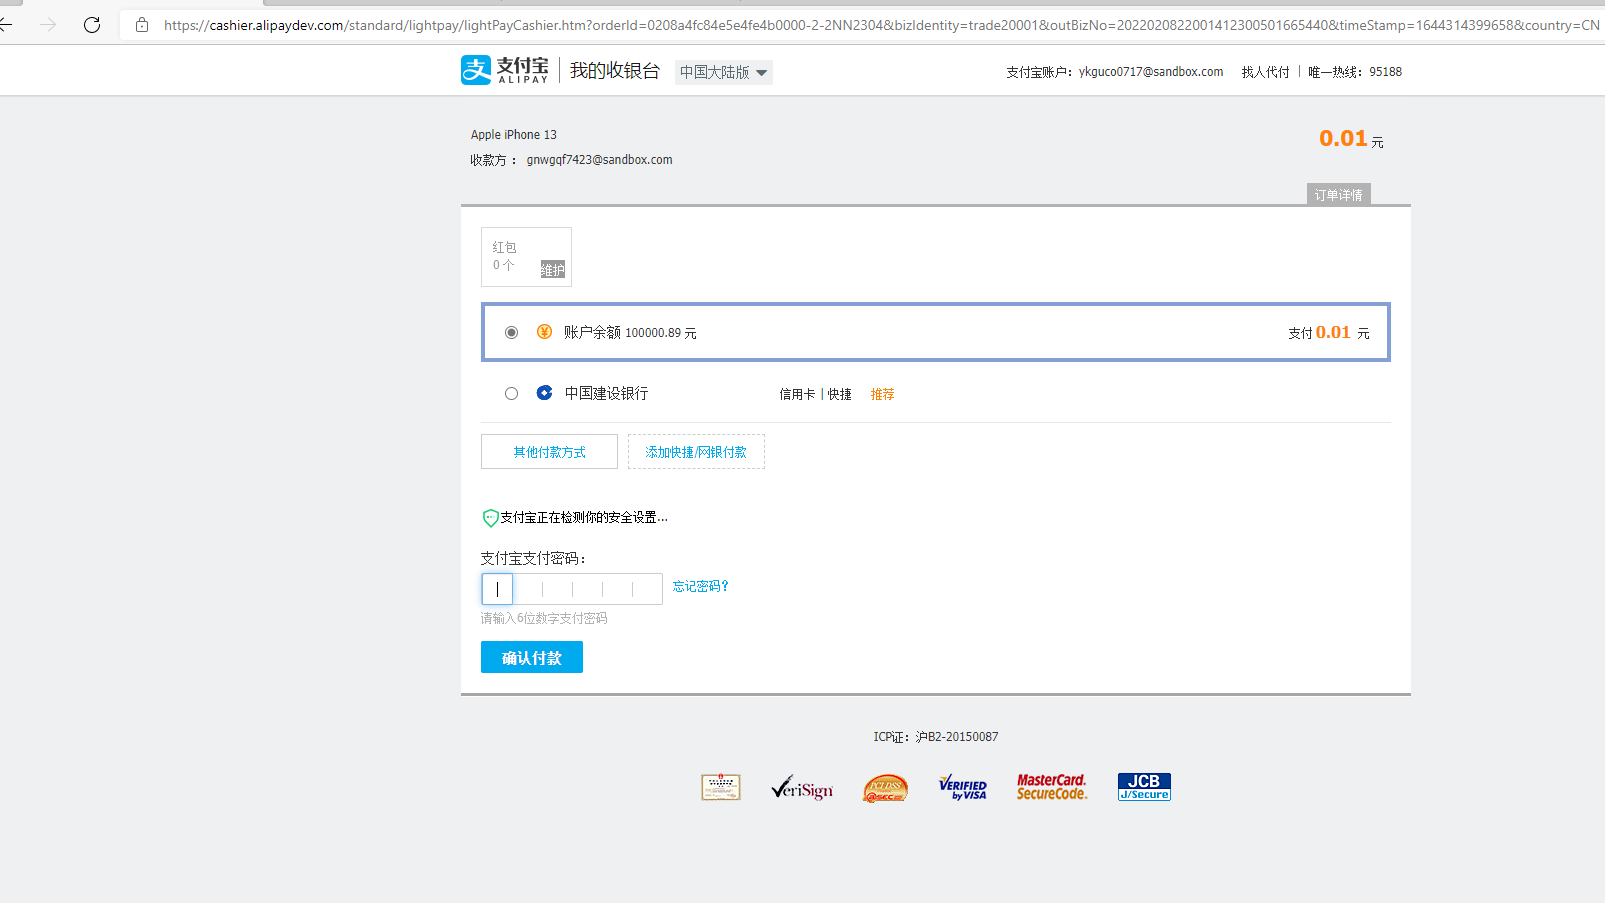 https://cashier.alipaydev.com/standard/lightpay/lightPayCashier.htm?orderId=0208a4fc84e5e4fe4b0000-2-2NN2304&bizIdentity=trade20001&outBizNo=2022020822001412300501665440&timeStamp=1644314399658&country=CN
支 支付宝 ALIPAY 我的收银台 中国大陆版 支付宝账户：ykguco0717@sandbox.com 找人代付 唯一热线：95188
Apple iPhone 13 0.01 元
收款方： gnwgqf7423@sandbox.com
订单详情
红包
0 个 维护
账户余额 100000.89 元 支付 0.01 元
中国建设银行 信用卡 | 快捷 推荐
其他付款方式 添加快捷/网银付款
支付宝正在检测你的安全设置...
支付宝支付密码：
忘记密码?
请输入6位数字支付密码
确认付款
ICP证：沪B2-20150087
VeriSign VERIFIED by VISA MasterCard. SecureCode. JCB J/Secure